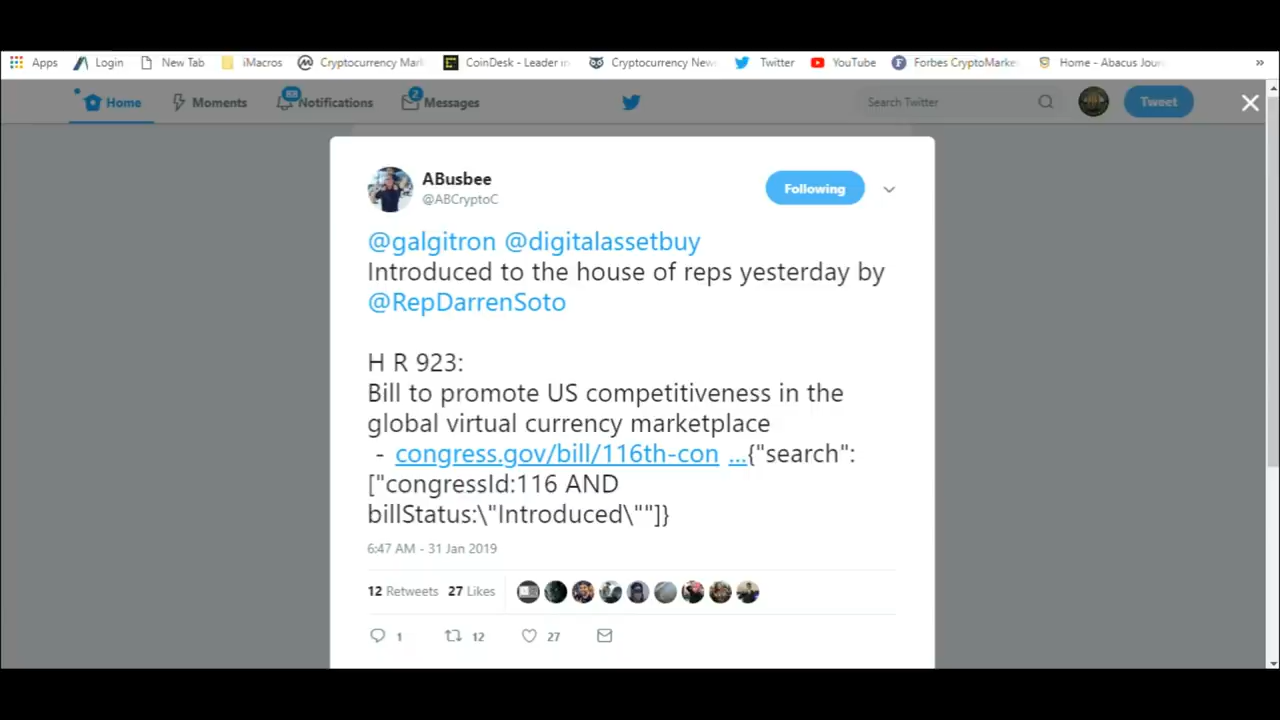 Apps Login New Tab iMacros Cryptocurrency Mar CoinDesk - Leader in Cryptocurrency News Twitter YouTube Forbes CryptoMarke Home - Abacus Jour »
Home Moments Notifications 2 Messages Search Twitter Tweet
ABusbee
@ABCryptoC
Following
@galgitron @digitalassetbuy
Introduced to the house of reps yesterday by
@RepDarrenSoto
H R 923:
Bill to promote US competitiveness in the
global virtual currency marketplace
- congress.gov/bill/116th-con ...{"search":
["congressId:116 AND
billStatus:\"Introduced\""]}
6:47 AM - 31 Jan 2019
12 Retweets 27 Likes
1 12 27